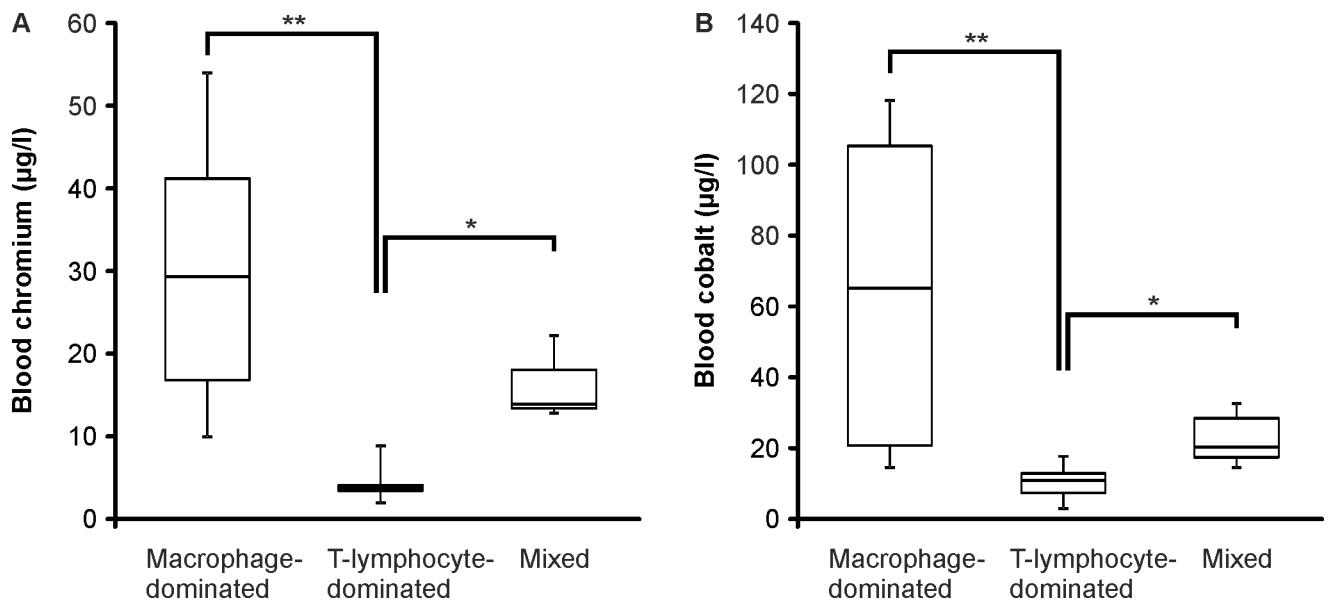 A
Blood chromium (µg/l)
60
50
40
30
20
10
0
**
*
Macrophage-
dominated
T-lymphocyte-
dominated
Mixed
B
Blood cobalt (µg/l)
140
120
100
80
60
40
20
0
**
*
Macrophage-
dominated
T-lymphocyte-
dominated
Mixed